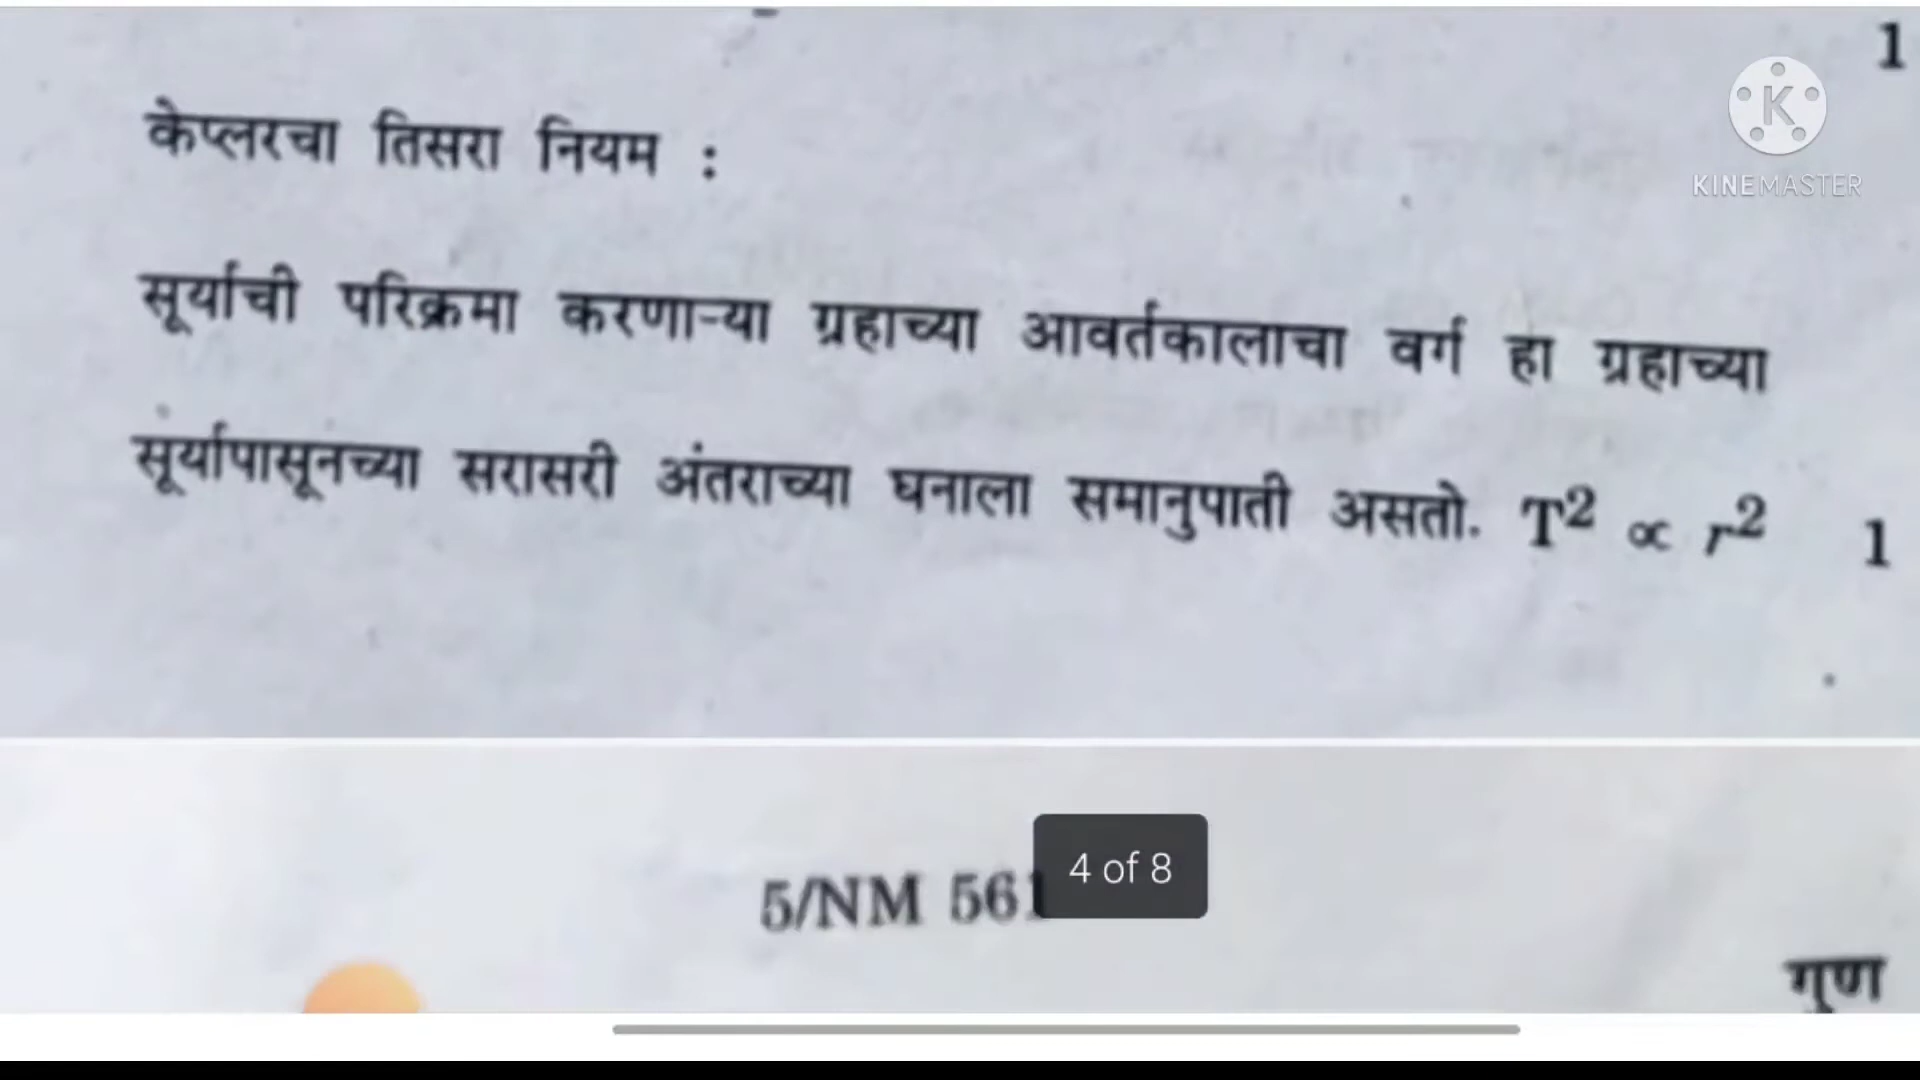 1
KINEMASTER
केप्लरचा तिसरा नियम :
सूर्याची परिक्रमा करणाऱ्या ग्रहाच्या आवर्तकालाचा वर्ग हा ग्रहाच्या
सूर्यापासूनच्या सरासरी अंतराच्या घनाला समानुपाती असतो. T² ∝ r² 1
5/NM 561
4 of 8
गुण